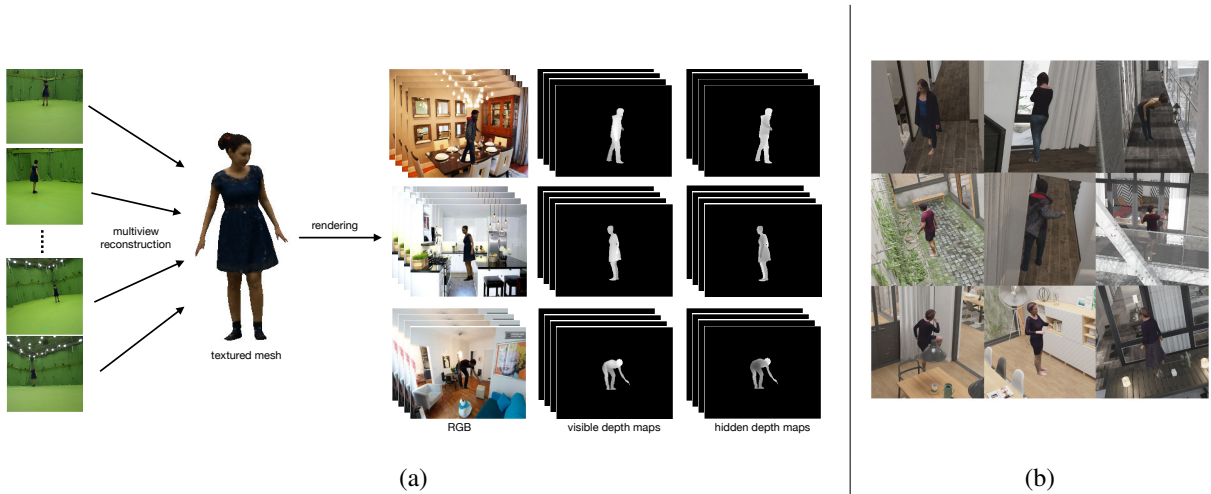 multiview
reconstruction
textured mesh
rendering
RGB
visible depth maps
hidden depth maps
(a)
(b)